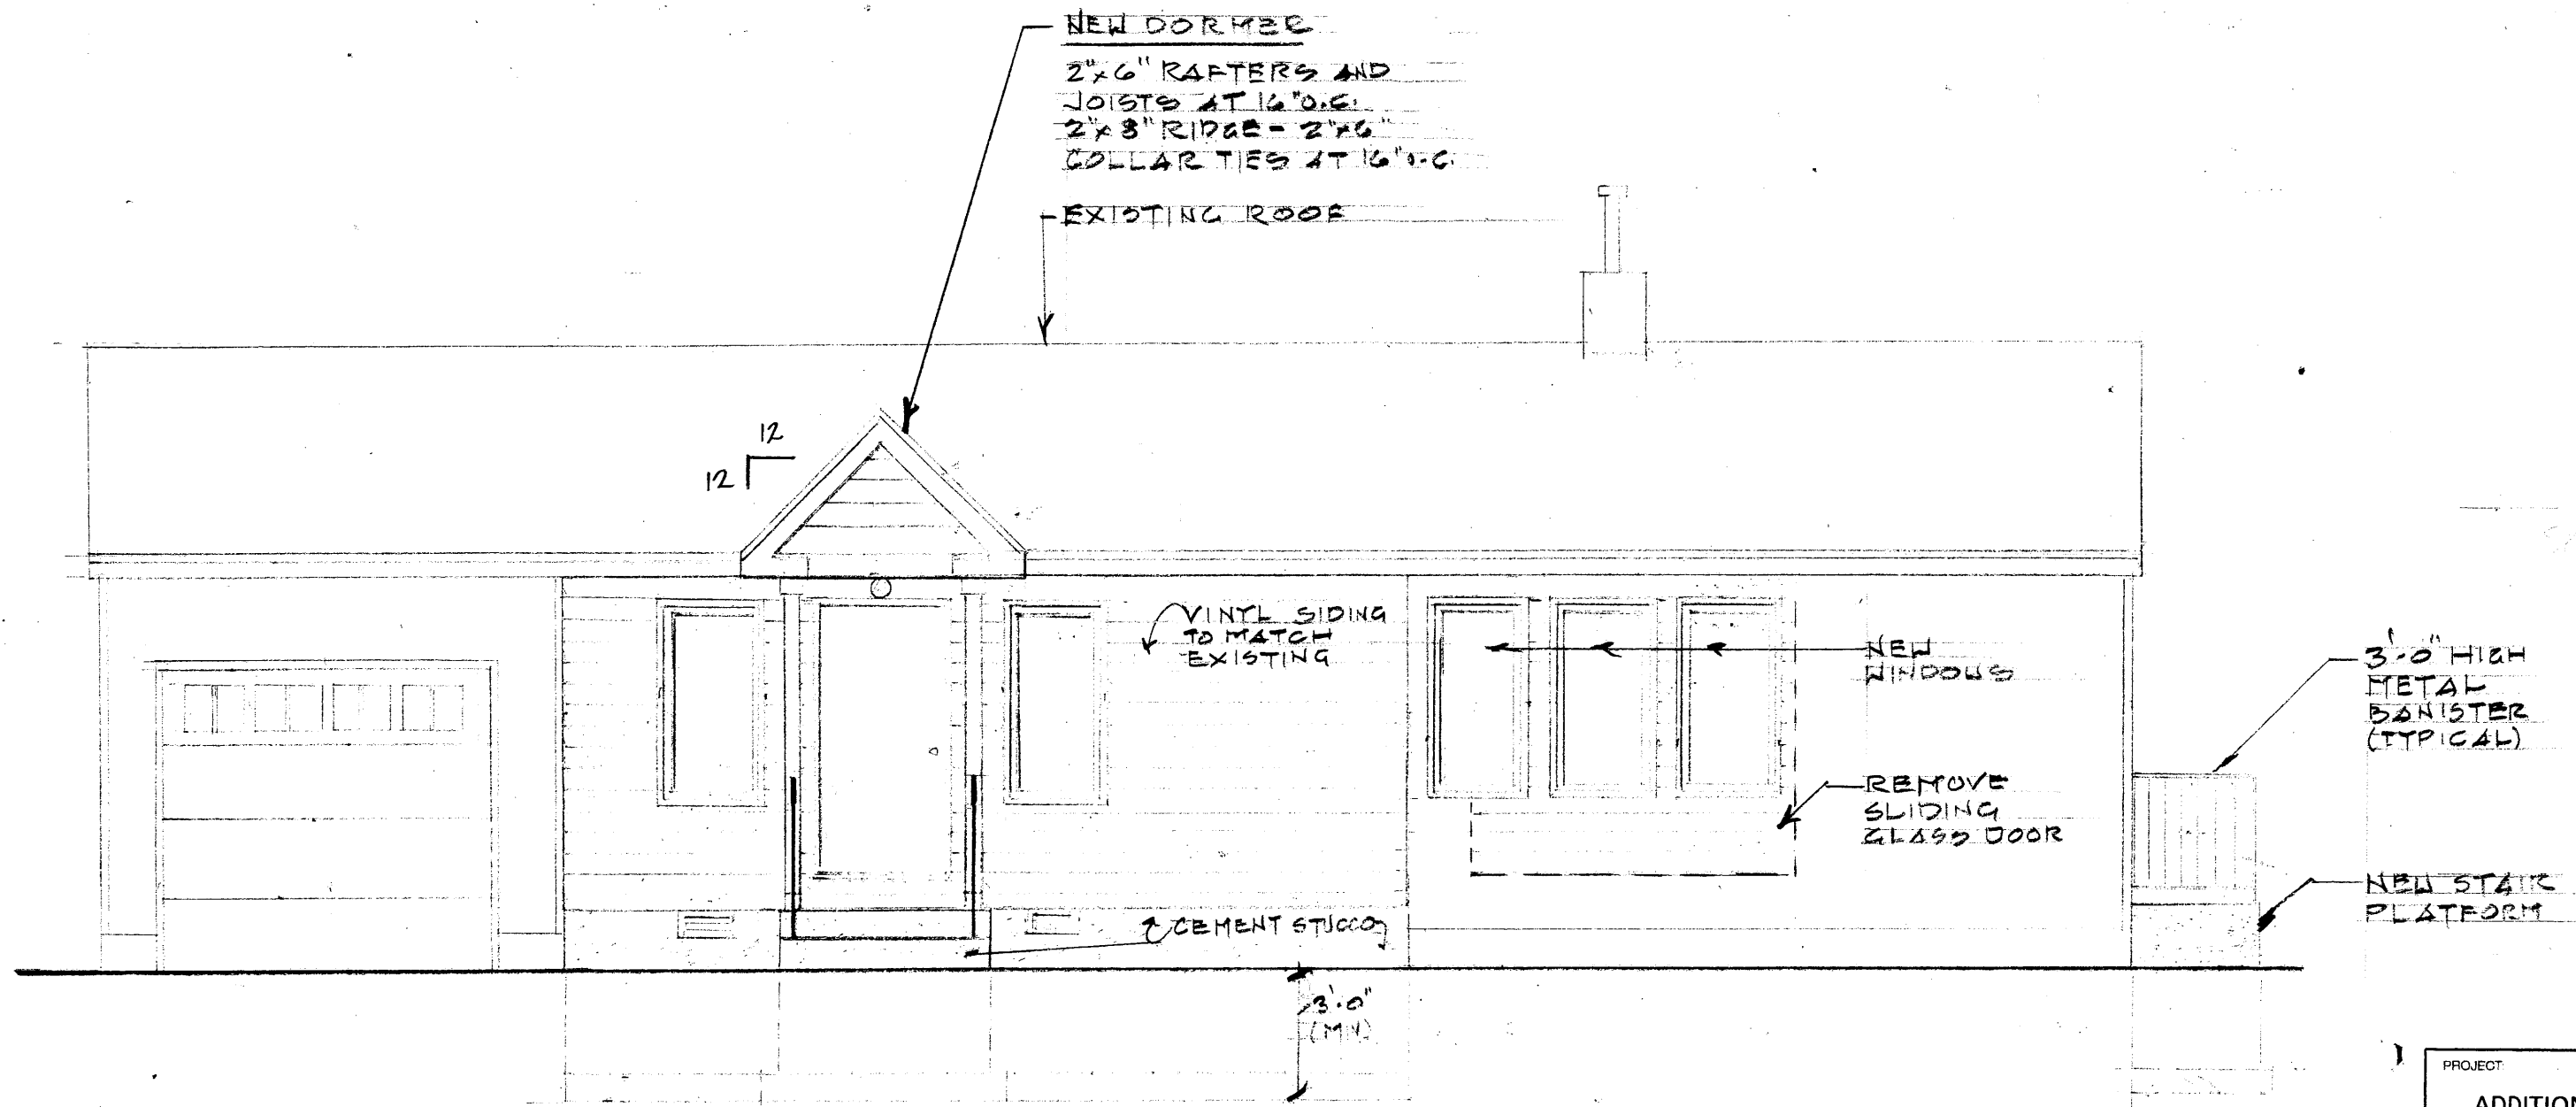 NEW DORMER
2"x6" RAFTERS AND
JOISTS AT 16"O.C.
2"x8" RIDGE - 2"x6"
COLLAR TIES AT 16"O.C.
EXISTING ROOF
12
12
VINYL SIDING
TO MATCH
EXISTING
NEW
WINDOWS
3'-0" HIGH
METAL
BANISTER
(TYPICAL)
REMOVE
SLIDING
GLASS DOOR
NEW STAIR
PLATFORM
CEMENT STUCCO
3'-0"
(MIN)
PROJECT:
ADDITION